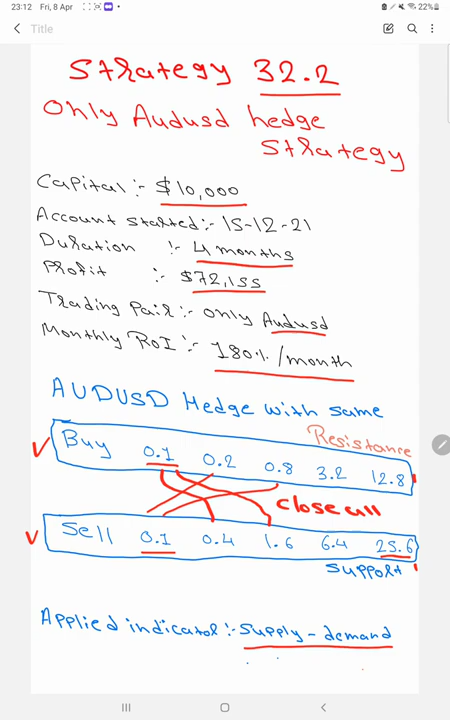 23:12 Fri, 8 Apr
22%
Title
Strategy 32.2
Only Audusd hedge
Strategy
Capital:- $10,000
Account started:- 15-12-21
Duration :- 4 months
Profit :- $72,155
Trading Pair:- Only Audusd
Monthly RoI:- 180%/month
AUDUSD Hedge with same
Resistance
Buy 0.1 0.2 0.8 3.2 12.8
close all
Sell 0.1 0.4 1.6 6.4 25.6
Support
Applied indicator:- Supply-demand